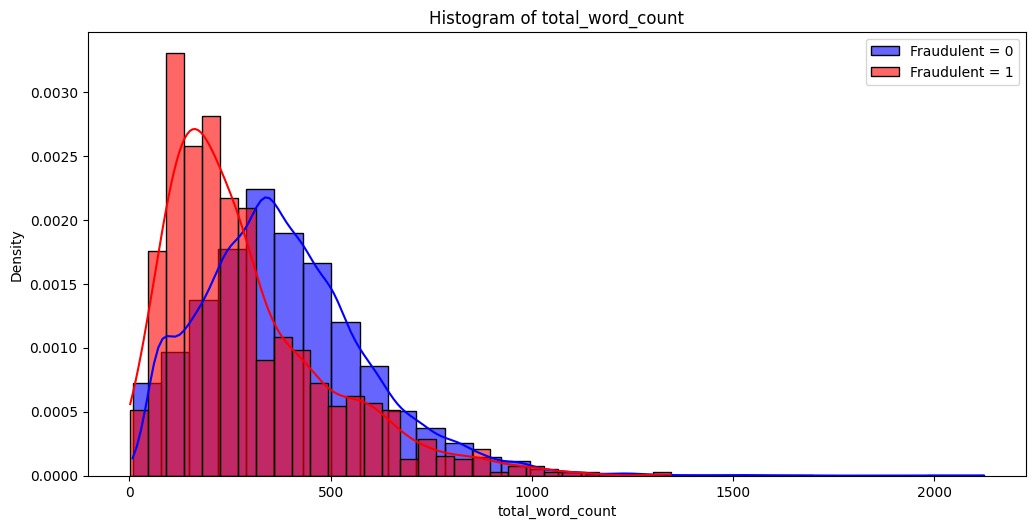 Histogram of total_word_count
Fraudulent = 0
Fraudulent = 1
0.0030
0.0025
0.0020
0.0015
0.0010
0.0005
0.0000
Density
0
500
1000
1500
2000
total_word_count